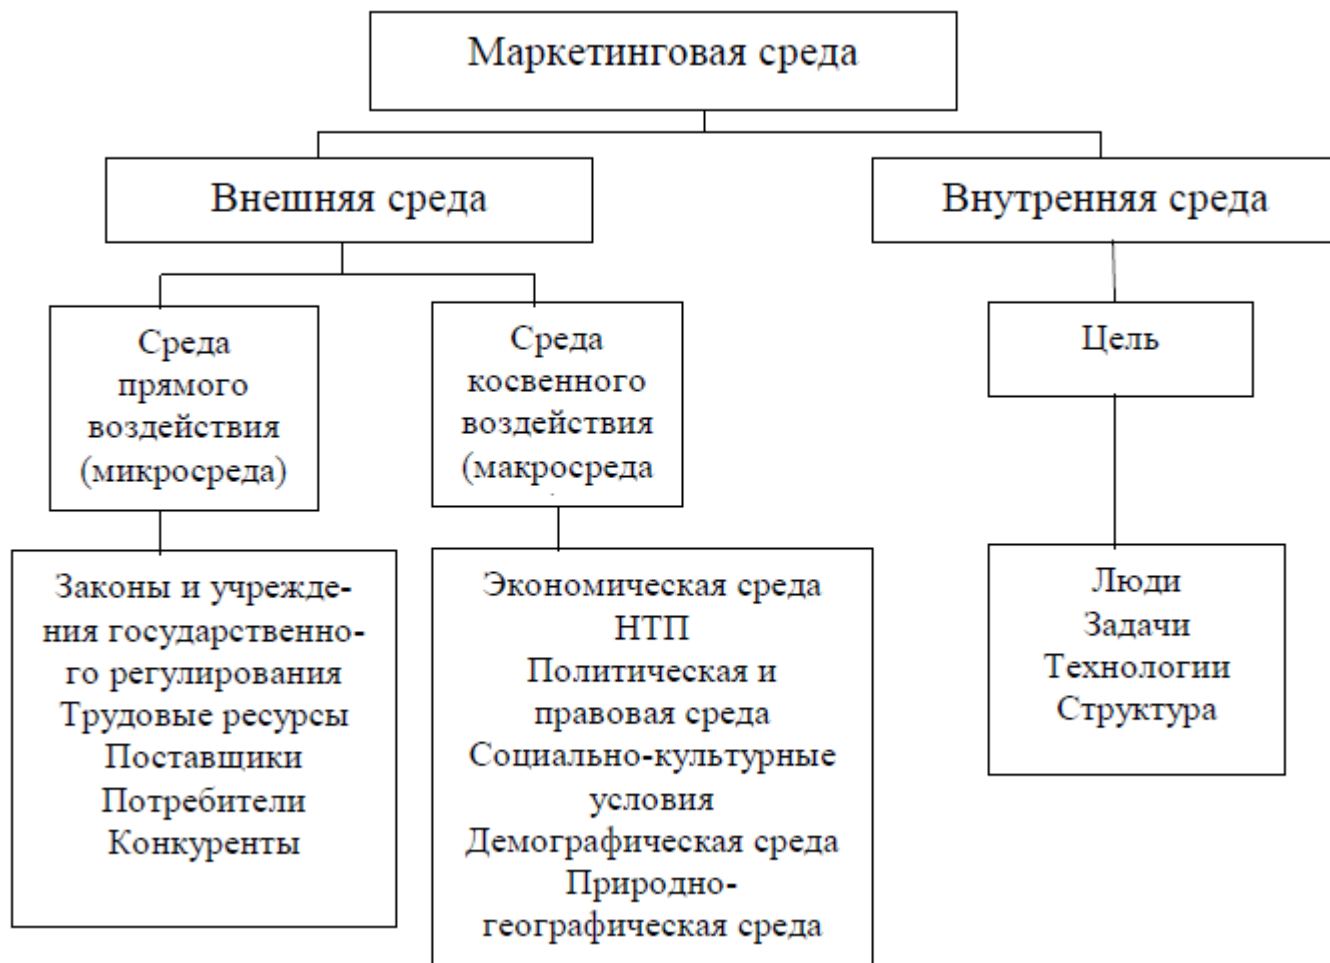 Маркетинговая среда
Внешняя среда
Внутренняя среда
Среда
прямого
воздействия
(микросреда)
Среда
косвенного
воздействия
(макросреда
Цель
Законы и учрежде-
ния государственно-
го регулирования
Трудовые ресурсы
Поставщики
Потребители
Конкуренты
Экономическая среда
НТП
Политическая и
правовая среда
Социально-культурные
условия
Демографическая среда
Природно-
географическая среда
Люди
Задачи
Технологии
Структура